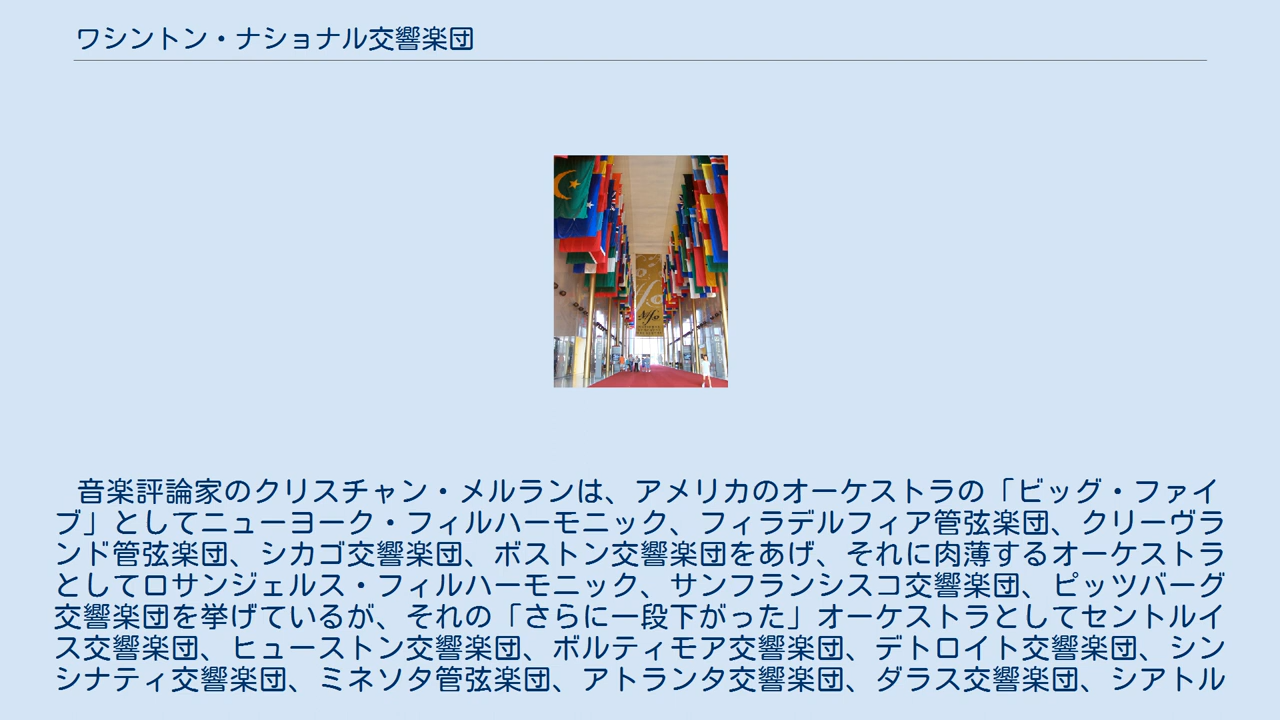 ワシントン・ナショナル交響楽団
音楽評論家のクリスチャン・メルランは、アメリカのオーケストラの「ビッグ・ファイ
ブ」としてニューヨーク・フィルハーモニック、フィラデルフィア管弦楽団、クリーヴラ
ンド管弦楽団、シカゴ交響楽団、ボストン交響楽団をあげ、それに肉薄するオーケストラ
としてロサンジェルス・フィルハーモニック、サンフランシスコ交響楽団、ピッツバーグ
交響楽団を挙げているが、それの「さらに一段下がった」オーケストラとしてセントルイ
ス交響楽団、ヒューストン交響楽団、ボルティモア交響楽団、デトロイト交響楽団、シン
シナティ交響楽団、ミネソタ管弦楽団、アトランタ交響楽団、ダラス交響楽団、シアトル